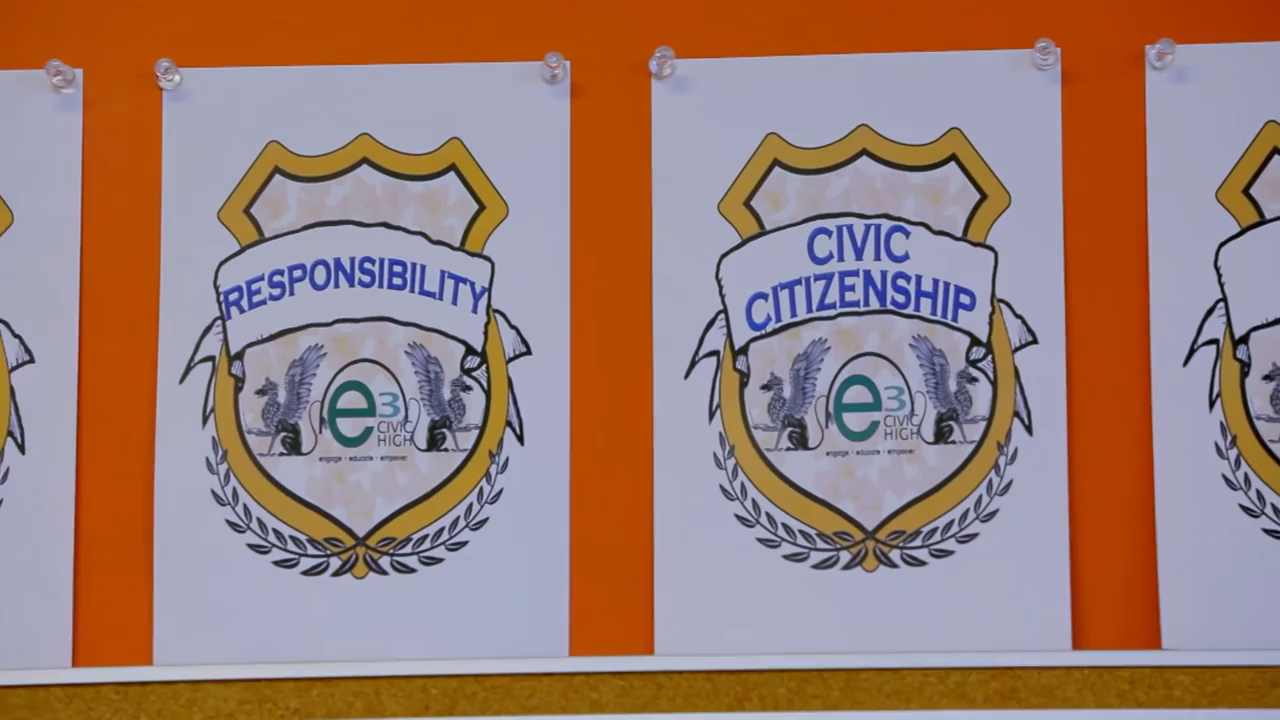 RESPONSIBILITY
e3
CIVIC
HIGH
engage • educate • empower
CIVIC
CITIZENSHIP
e3
CIVIC
HIGH
engage • educate • empower